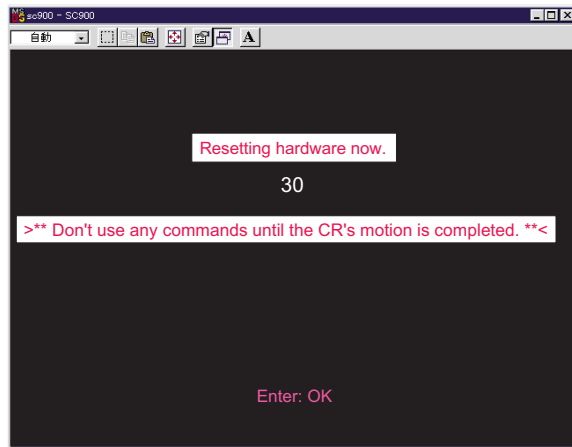 sc900 - SC900
自動
A
Resetting hardware now.
30
>** Don't use any commands until the CR's motion is completed. **<
Enter: OK